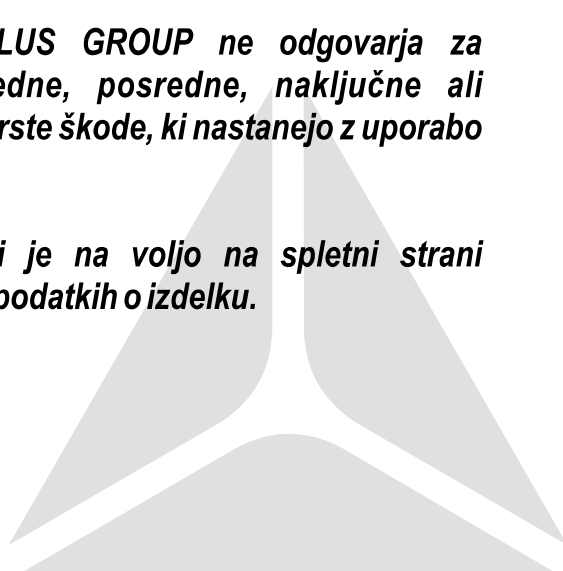 LUS GROUP ne odgovarja za
edne, posredne, naključne ali
rste škode, ki nastanejo z uporabo
i je na voljo na spletni strani
podatkih o izdelku.